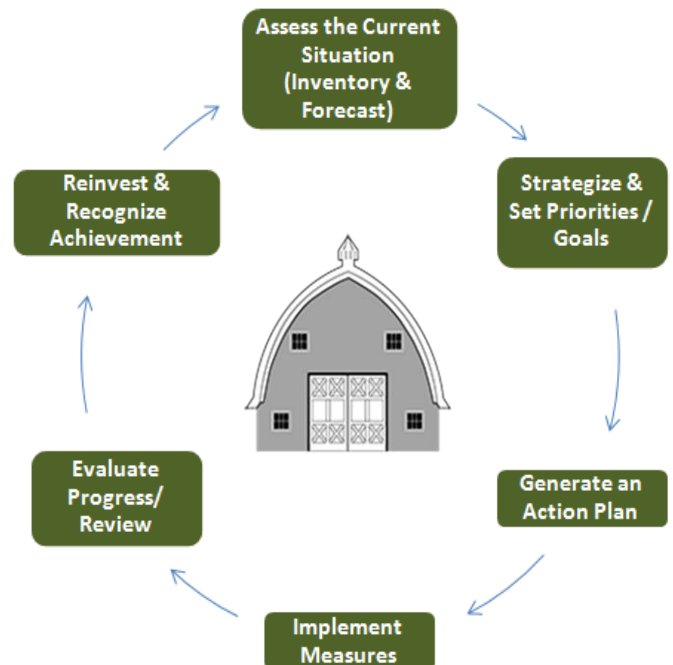 Assess the Current
Situation
(Inventory &
Forecast)
Strategize &
Set Priorities /
Goals
Generate an
Action Plan
Implement
Measures
Evaluate
Progress/
Review
Reinvest &
Recognize
Achievement